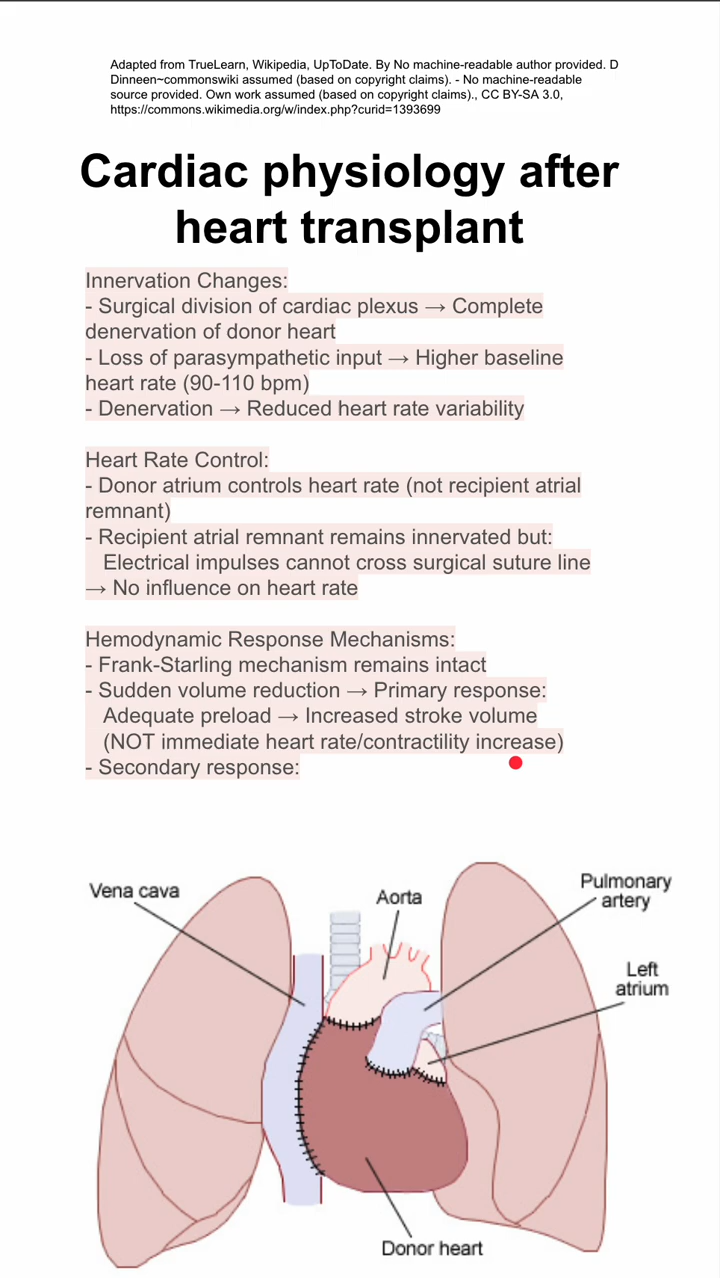 Adapted from TrueLearn, Wikipedia, UpToDate. By No machine-readable author provided. D
Dinneen~commonswiki assumed (based on copyright claims). - No machine-readable
source provided. Own work assumed (based on copyright claims)., CC BY-SA 3.0,
https://commons.wikimedia.org/w/index.php?curid=1393699
Cardiac physiology after
heart transplant
Innervation Changes:
- Surgical division of cardiac plexus → Complete
denervation of donor heart
- Loss of parasympathetic input → Higher baseline
heart rate (90-110 bpm)
- Denervation → Reduced heart rate variability
Heart Rate Control:
- Donor atrium controls heart rate (not recipient atrial
remnant)
- Recipient atrial remnant remains innervated but:
Electrical impulses cannot cross surgical suture line
→ No influence on heart rate
Hemodynamic Response Mechanisms:
- Frank-Starling mechanism remains intact
- Sudden volume reduction → Primary response:
Adequate preload → Increased stroke volume
(NOT immediate heart rate/contractility increase)
- Secondary response:
Vena cava
Aorta
Pulmonary
artery
Left
atrium
Donor heart